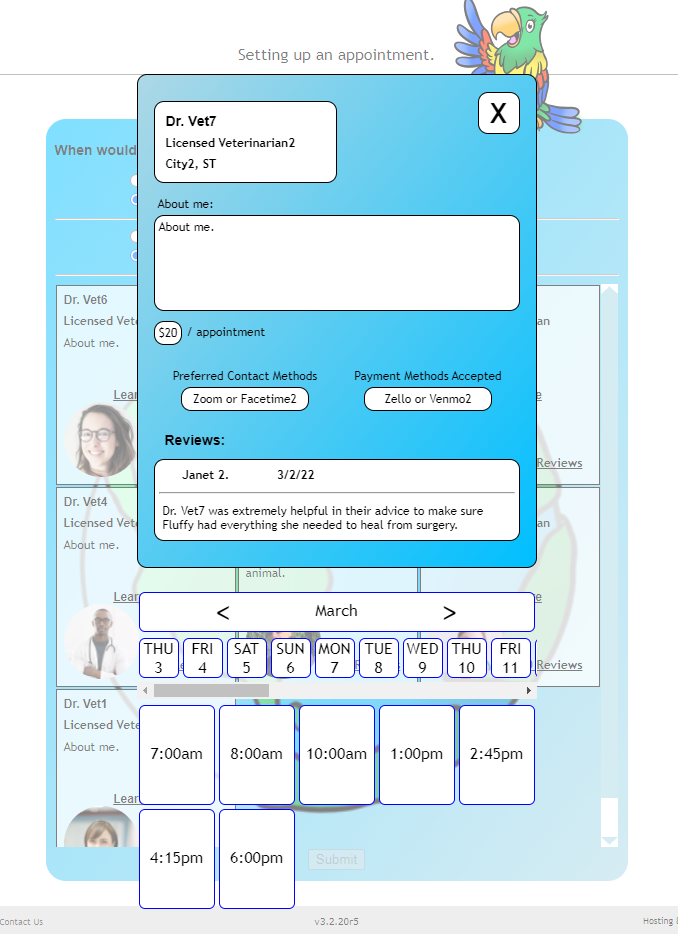 Setting up an appointment.
When would
Dr. Vet7
Licensed Veterinarian2
City2, ST
X
About me:
About me.
$20 / appointment
Preferred Contact Methods
Zoom or Facetime2
Payment Methods Accepted
Zello or Venmo2
Reviews:
Janet 2. 3/2/22
Dr. Vet7 was extremely helpful in their advice to make sure
Fluffy had everything she needed to heal from surgery.
Dr. Vet6
Licensed Vete
About me.
Lear
an
e
Reviews
Dr. Vet4
Licensed Vete
About me.
Lear
animal.
an
e
Reviews
< March >
THU 3
FRI 4
SAT 5
SUN 6
MON 7
TUE 8
WED 9
THU 10
FRI 11
Dr. Vet1
Licensed Vete
About me.
Lear
7:00am
8:00am
10:00am
1:00pm
2:45pm
4:15pm
6:00pm
Submit
Contact Us
v3.2.20r5
Hosting